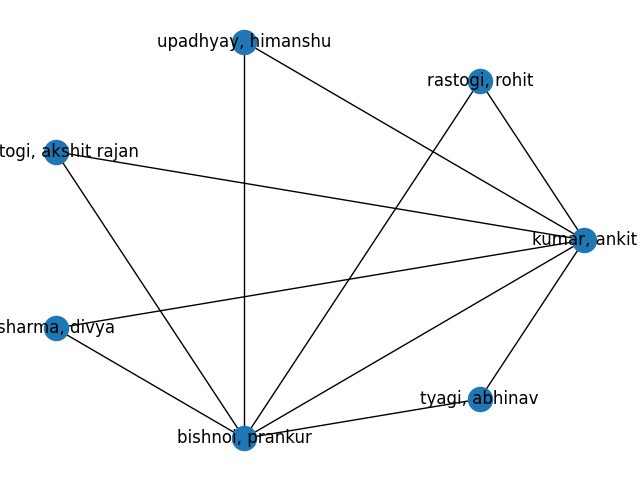 upadhyay, himanshu
rastogi, rohit
togi, akshit rajan
kumar, ankit
sharma, divya
tyagi, abhinav
bishnoi, prankur